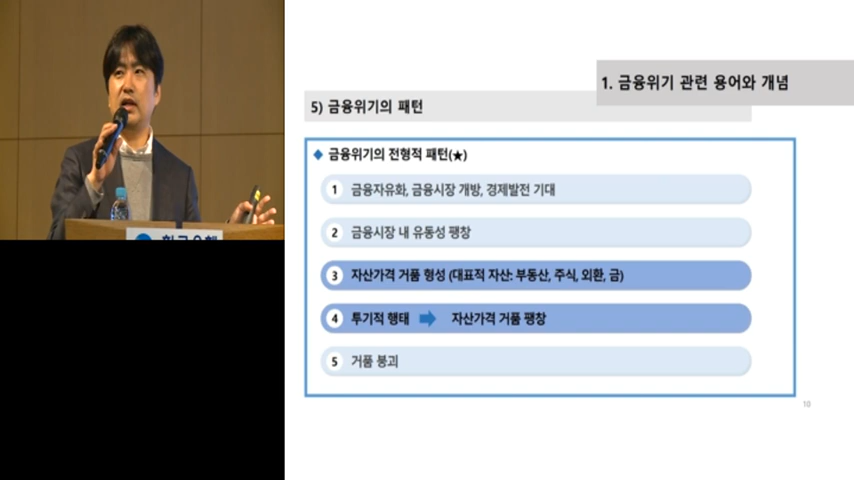 1. 금융위기 관련 용어와 개념
5) 금융위기의 패턴
◆ 금융위기의 전형적 패턴(★)
1 금융자유화, 금융시장 개방, 경제발전 기대
2 금융시장 내 유동성 팽창
3 자산가격 거품 형성 (대표적 자산: 부동산, 주식, 외환, 금)
4 투기적 행태 ➡ 자산가격 거품 팽창
5 거품 붕괴
10